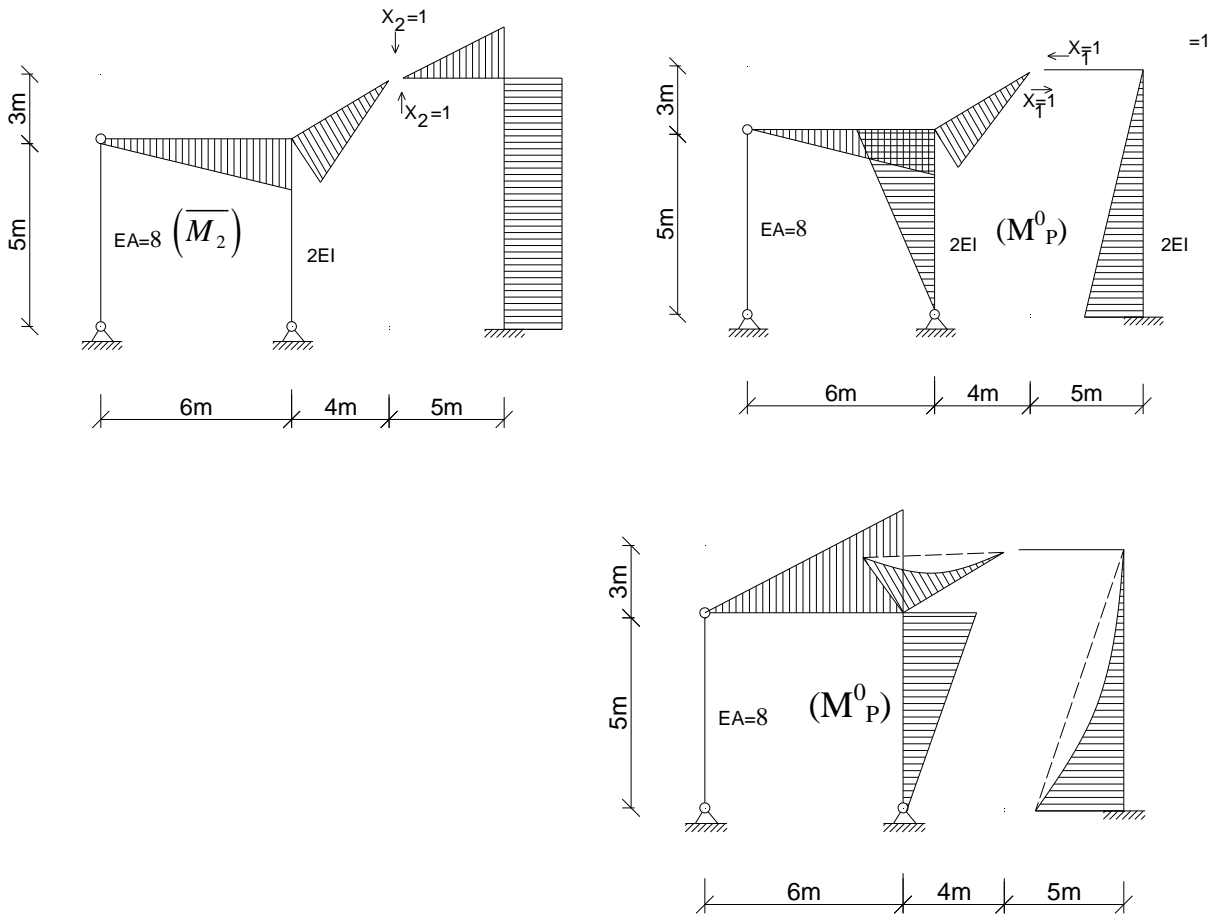 X₂=1
X₂=1
3m
5m
EA=8
(M̅₂)
2EI
6m
4m
5m
=1
X₁=1
X₁=1
3m
5m
EA=8
(M⁰ₚ)
2EI
2EI
6m
4m
5m
3m
5m
EA=8
(M⁰ₚ)
6m
4m
5m